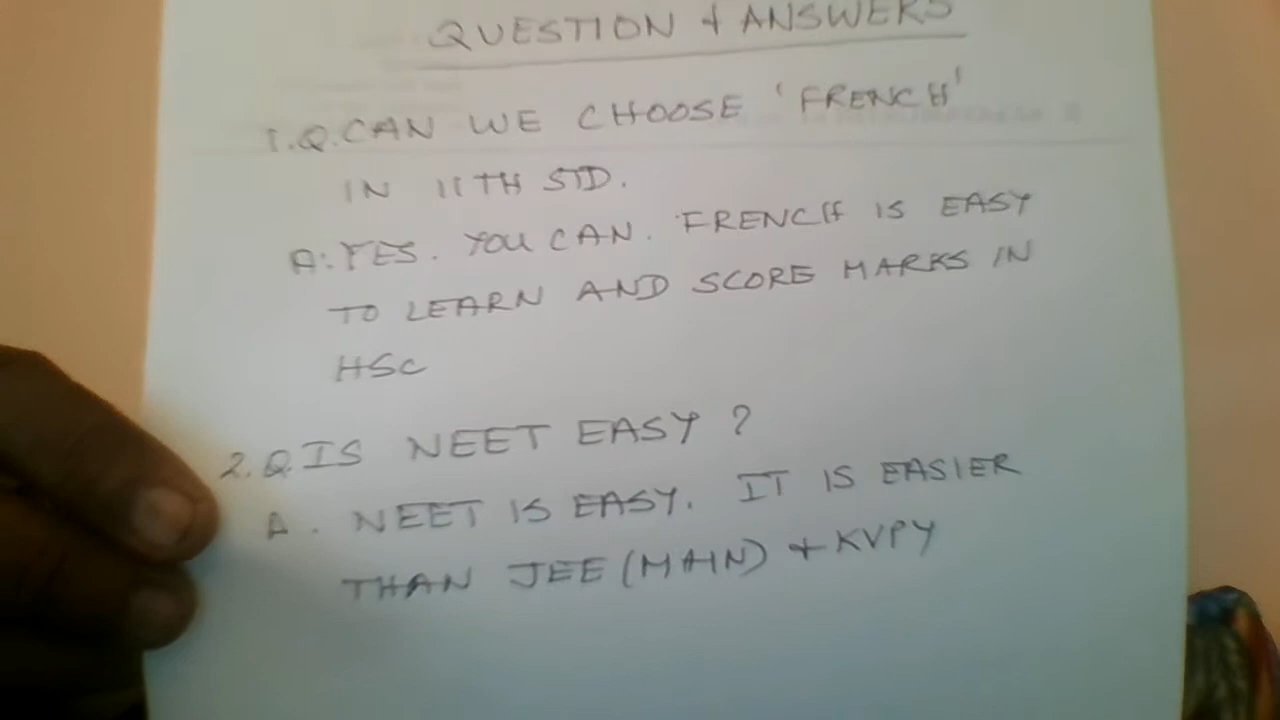 QUESTION & ANSWERS
1.Q.CAN WE CHOOSE 'FRENCH'
IN 11TH STD.
A:YES. YOU CAN. FRENCH IS EASY
TO LEARN AND SCORE MARKS IN
HSC
2.Q.IS NEET EASY ?
A. NEET IS EASY. IT IS EASIER
THAN JEE (MAIN) & KVPY